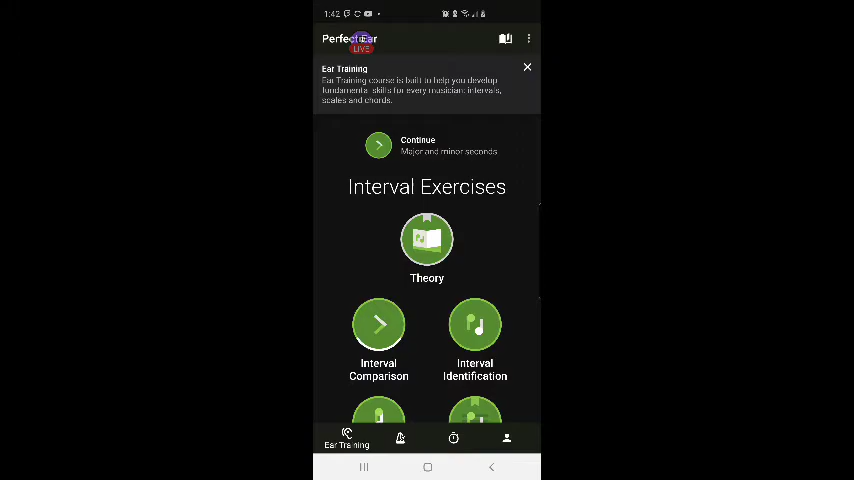 1:42
Perfect Ear
LIVE
Ear Training
Ear Training course is built to help you develop
fundamental skills for every musician: intervals,
scales and chords.
Continue
Major and minor seconds
Interval Exercises
Theory
Interval
Comparison
Interval
Identification
Ear Training